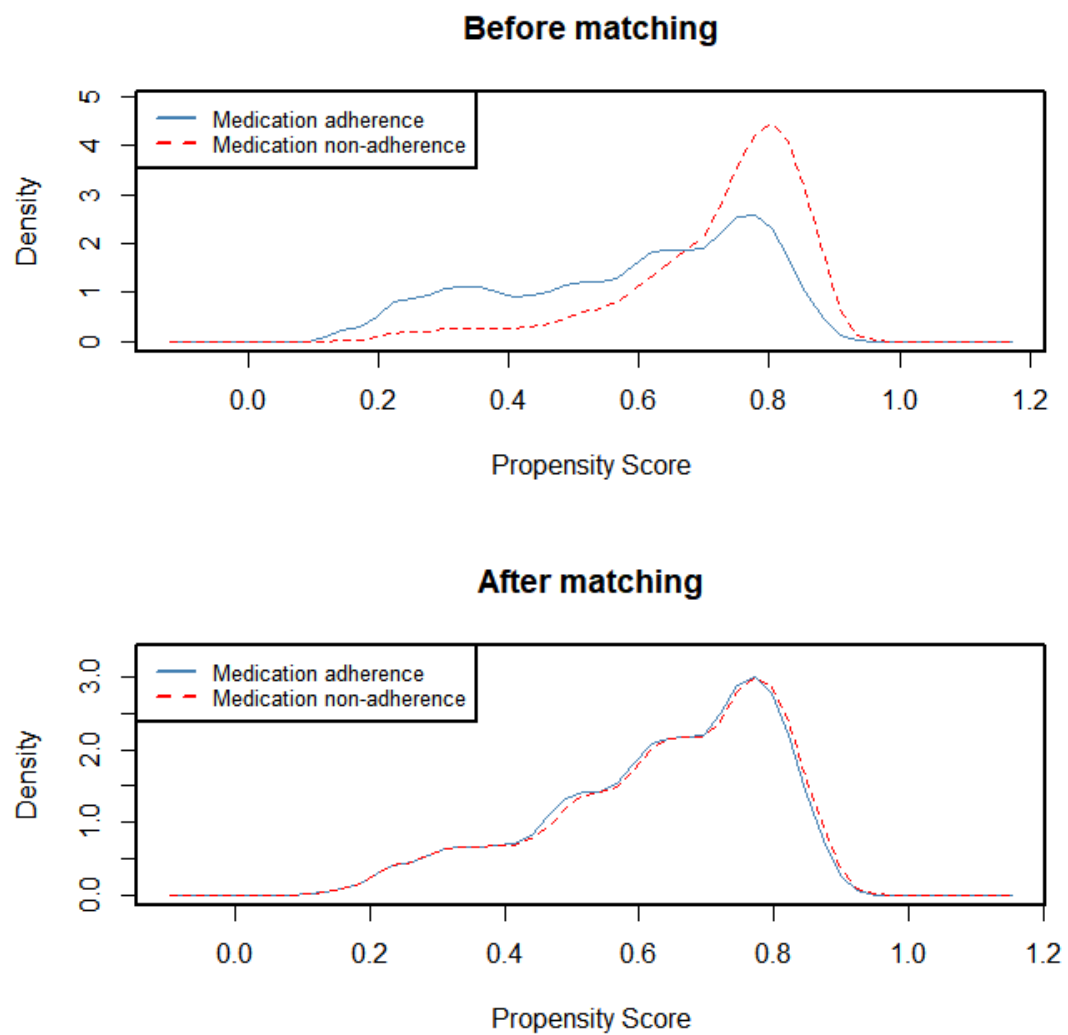 Before matching
Medication adherence
Medication non-adherence
5
4
3
2
1
0
Density
0.0 0.2 0.4 0.6 0.8 1.0 1.2
Propensity Score
After matching
Medication adherence
Medication non-adherence
3.0
2.0
1.0
0.0
Density
0.0 0.2 0.4 0.6 0.8 1.0 1.2
Propensity Score